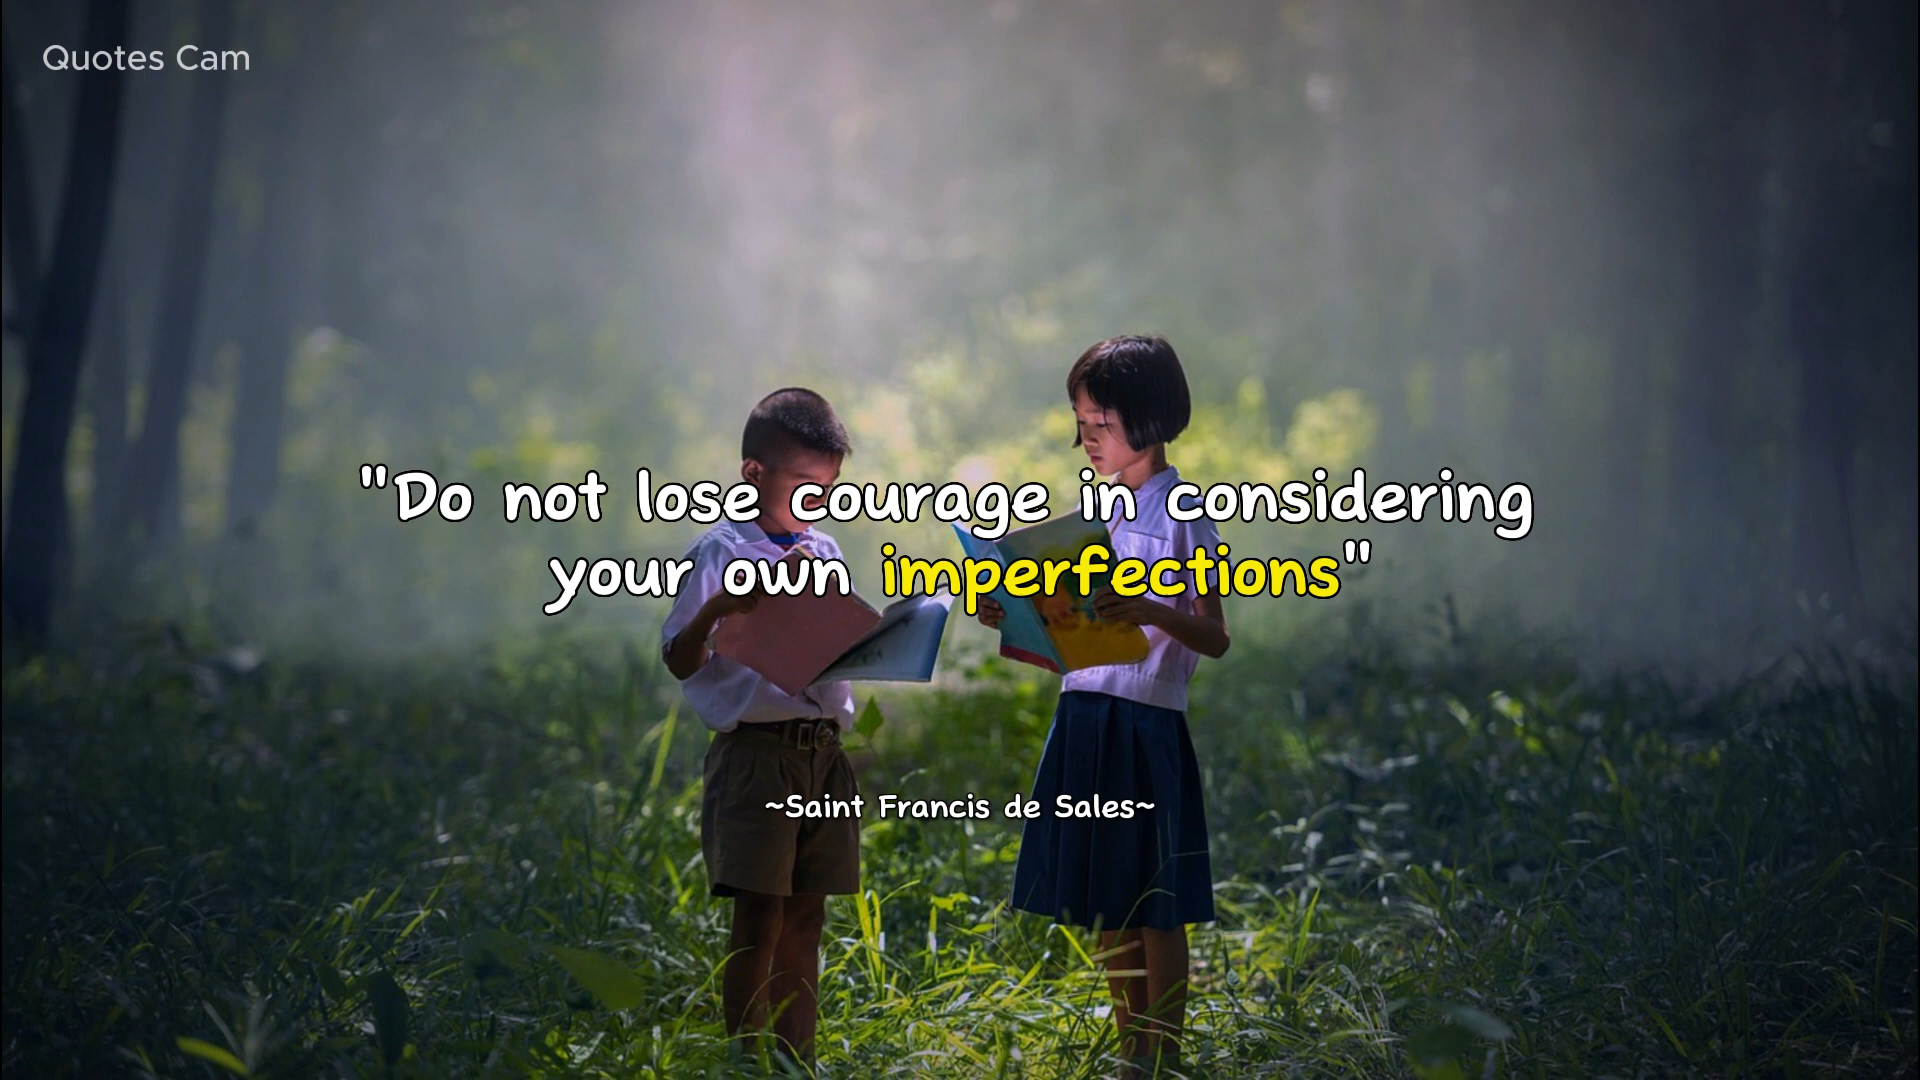 Quotes Cam
"Do not lose courage in considering
your own imperfections"
~Saint Francis de Sales~